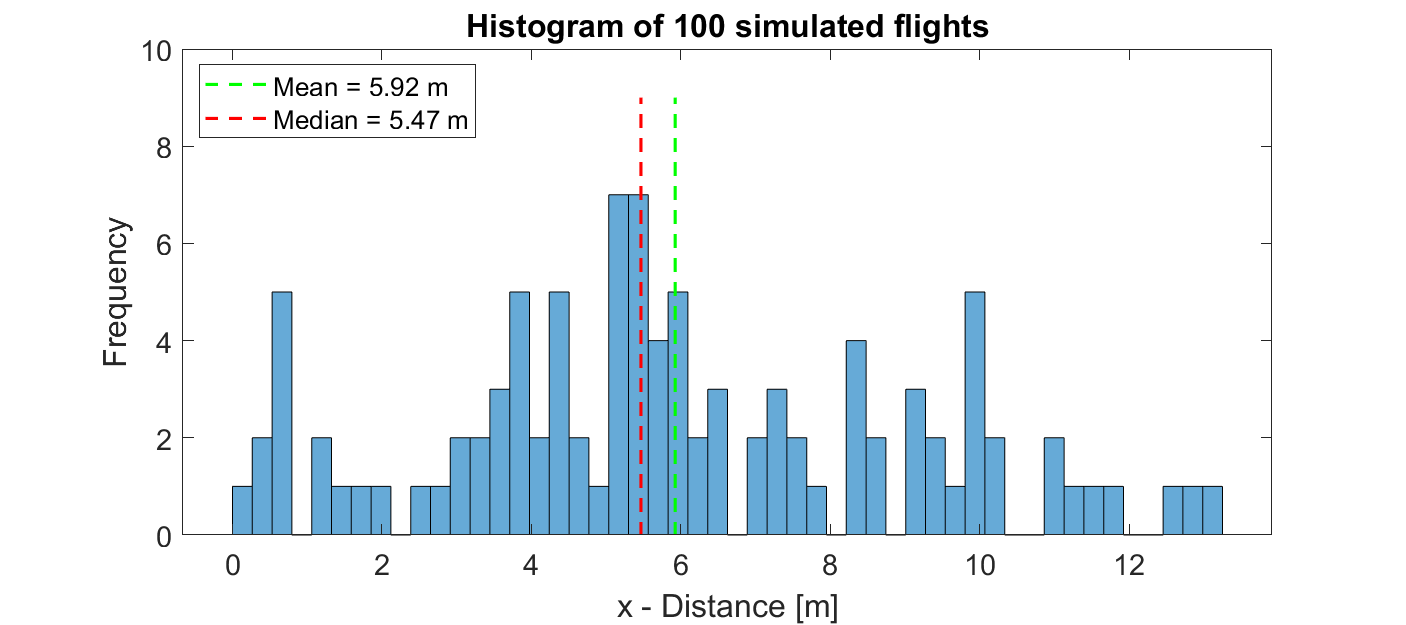 Histogram of 100 simulated flights
10
8
6
4
2
0
Mean = 5.92 m
Median = 5.47 m
Frequency
0 2 4 6 8 10 12
x - Distance [m]